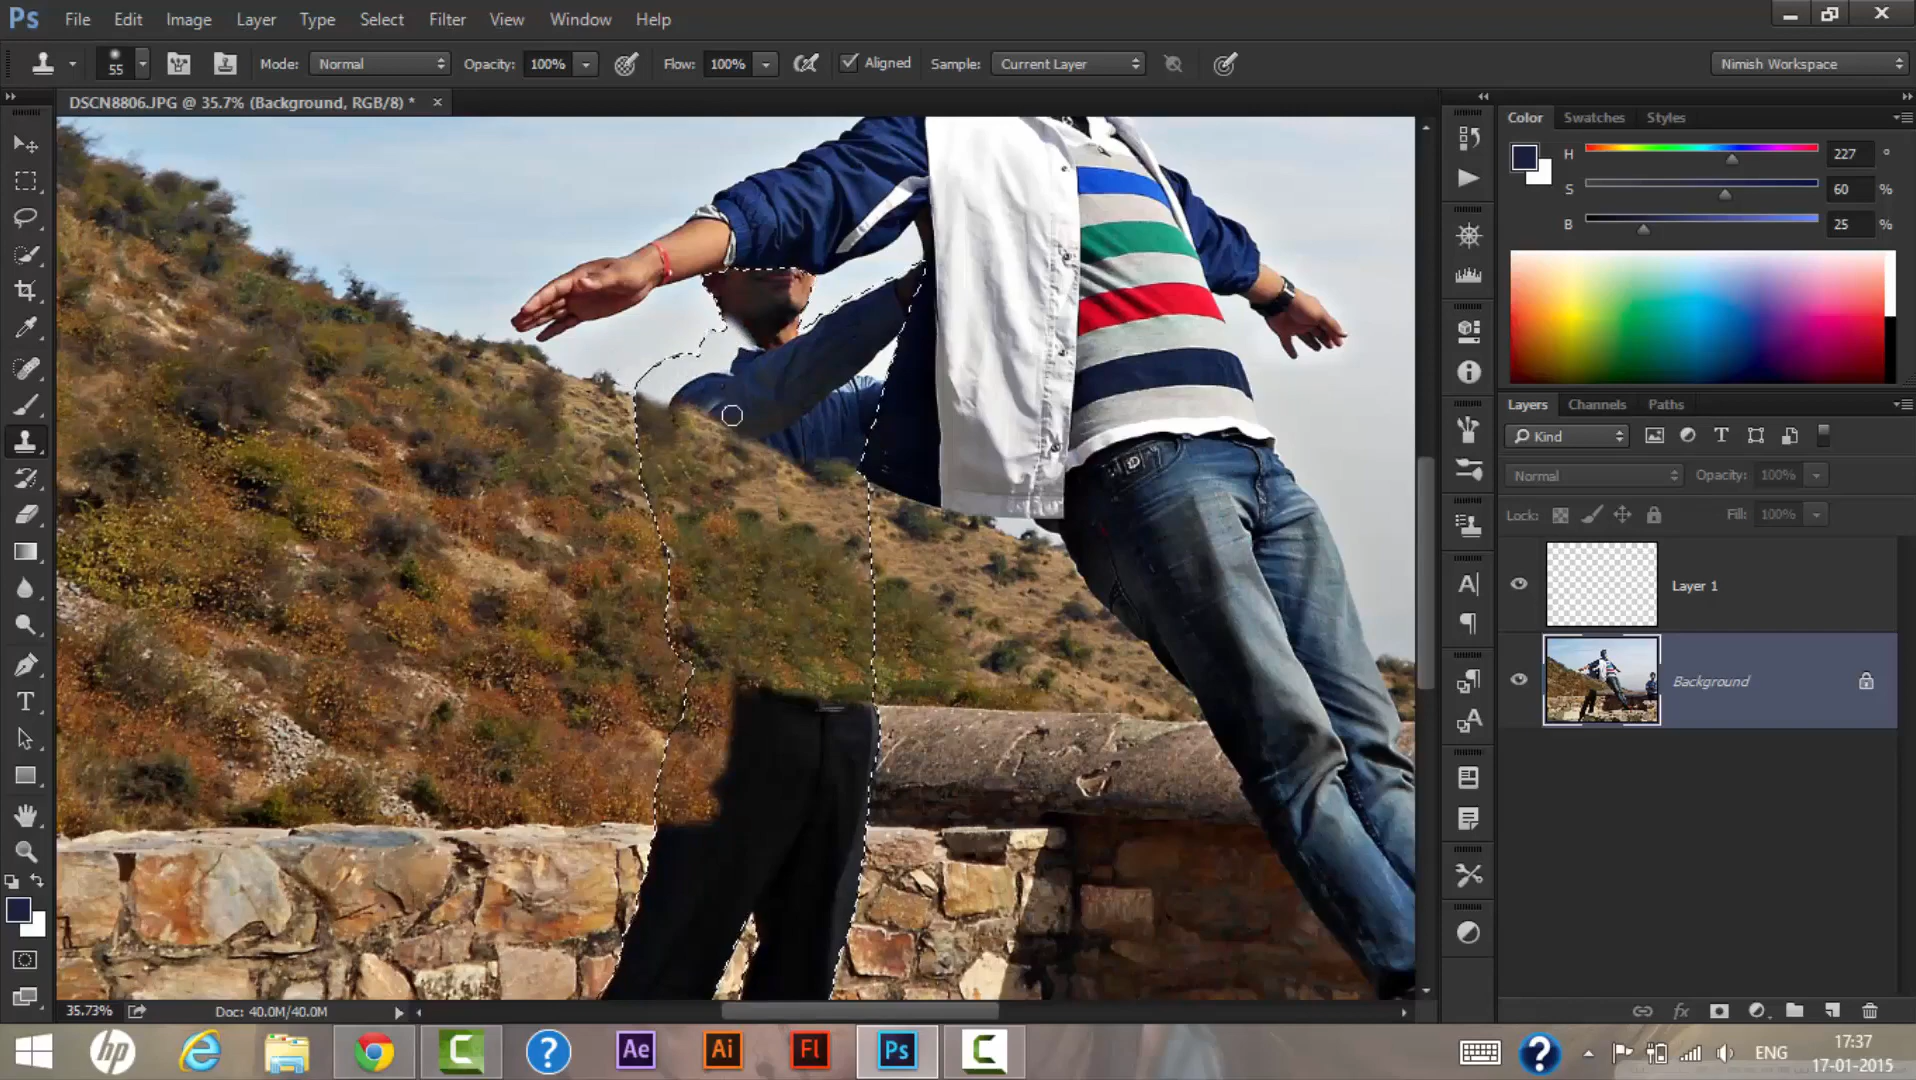 Ps File Edit Image Layer Type Select Filter View Window Help
55 Mode: Normal Opacity: 100% Flow: 100% Aligned Sample: Current Layer Nimish Workspace
DSCN8806.JPG @ 35.7% (Background, RGB/8) * ×
Color Swatches Styles
H 227 °
S 60 %
B 25 %
Layers Channels Paths
Kind
Normal Opacity: 100%
Lock: Fill: 100%
Layer 1
Background
35.73% Doc: 40.0M/40.0M
hp Ae Ai Fl Ps ENG 17:37
17-01-2015